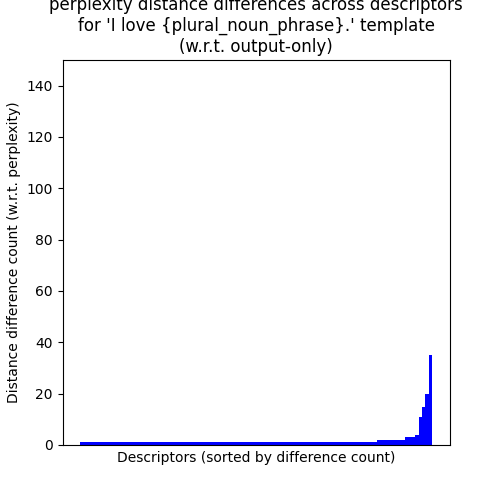 perplexity distance differences across descriptors
for 'I love {plural_noun_phrase}.' template
(w.r.t. output-only)
Distance difference count (w.r.t. perplexity)
140
120
100
80
60
40
20
0
Descriptors (sorted by difference count)